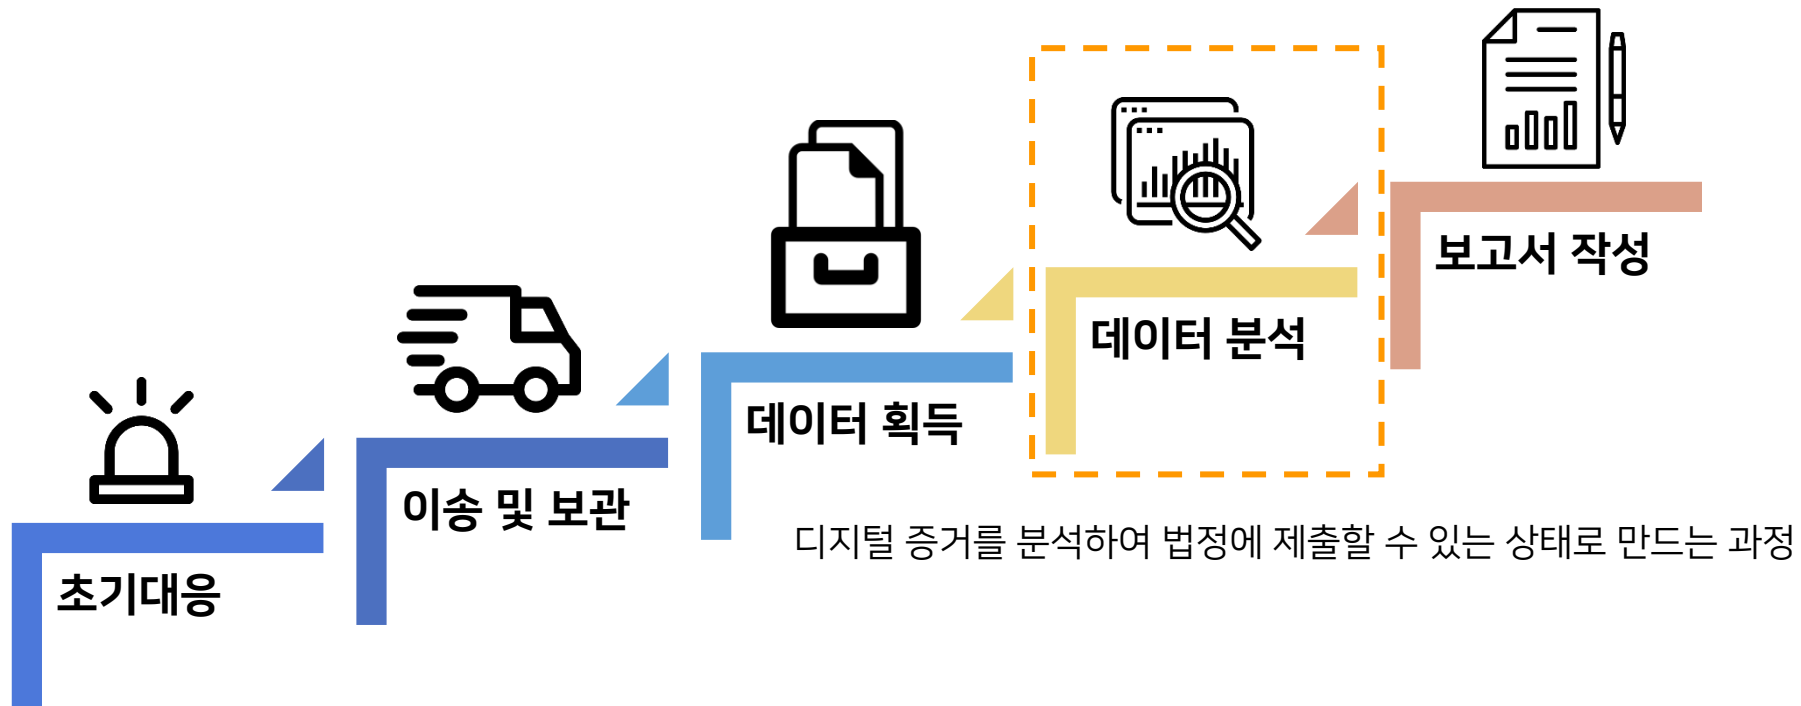 초기대응
이송 및 보관
데이터 획득
데이터 분석
보고서 작성
디지털 증거를 분석하여 법정에 제출할 수 있는 상태로 만드는 과정